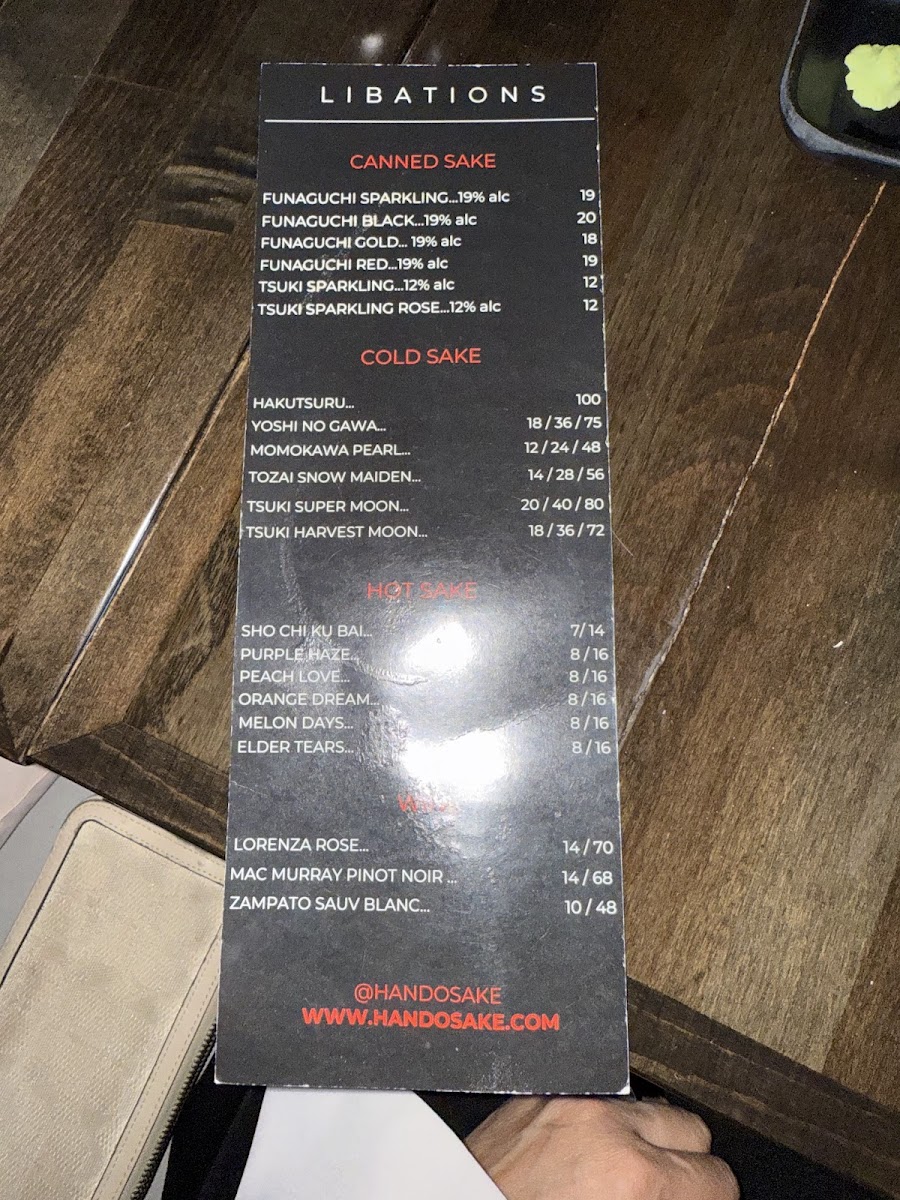 LIBATIONS
CANNED SAKE
FUNAGUCHI SPARKLING...19% alc 19
FUNAGUCHI BLACK...19% alc 20
FUNAGUCHI GOLD... 19% alc 18
FUNAGUCHI RED...19% alc 19
TSUKI SPARKLING...12% alc 12
TSUKI SPARKLING ROSE...12% alc 12
COLD SAKE
HAKUTSURU... 100
YOSHI NO GAWA... 18 / 36 / 75
MOMOKAWA PEARL... 12 / 24 / 48
TOZAI SNOW MAIDEN... 14 / 28 / 56
TSUKI SUPER MOON... 20 / 40 / 80
TSUKI HARVEST MOON... 18 / 36 / 72
HOT SAKE
SHO CHI KU BAI... 7/ 14
PURPLE HAZE... 8 / 16
PEACH LOVE... 8 / 16
ORANGE DREAM... 8 / 16
MELON DAYS... 8 / 16
ELDER TEARS... 8 / 16
LORENZA ROSE... 14 / 70
MAC MURRAY PINOT NOIR ... 14 / 68
ZAMPATO SAUV BLANC... 10 / 48
@HANDOSAKE
WWW.HANDOSAKE.COM